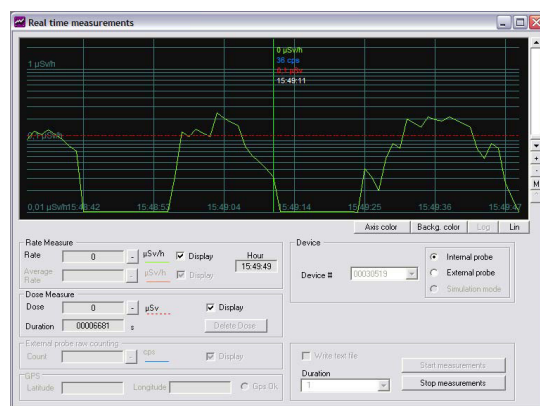 Real time measurements
0 µSv/h
36 cps
0,1 µSv
15:49:11
1 µSv/h
0,1 µSv/h
0,01 µSv/h 15:48:42 15:48:53 15:49:04 15:49:14 15:49:25 15:49:36 15:49:47
+
-
M
Axis color Backg. color Log Lin
Rate Measure
Rate 0 - µSv/h Display Hour
15:49:49
Average Rate - µSv/h Display
Dose Measure
Dose 0 - µSv Display
Duration 00006681 s Delete Dose
External probe raw counting
Count - cps Display
GPS
Latitude Longitude Gps Ok
Device
Device # 00030519
Internal probe
External probe
Simulation mode
Write text file
Duration
1
Start measurements
Stop measurements